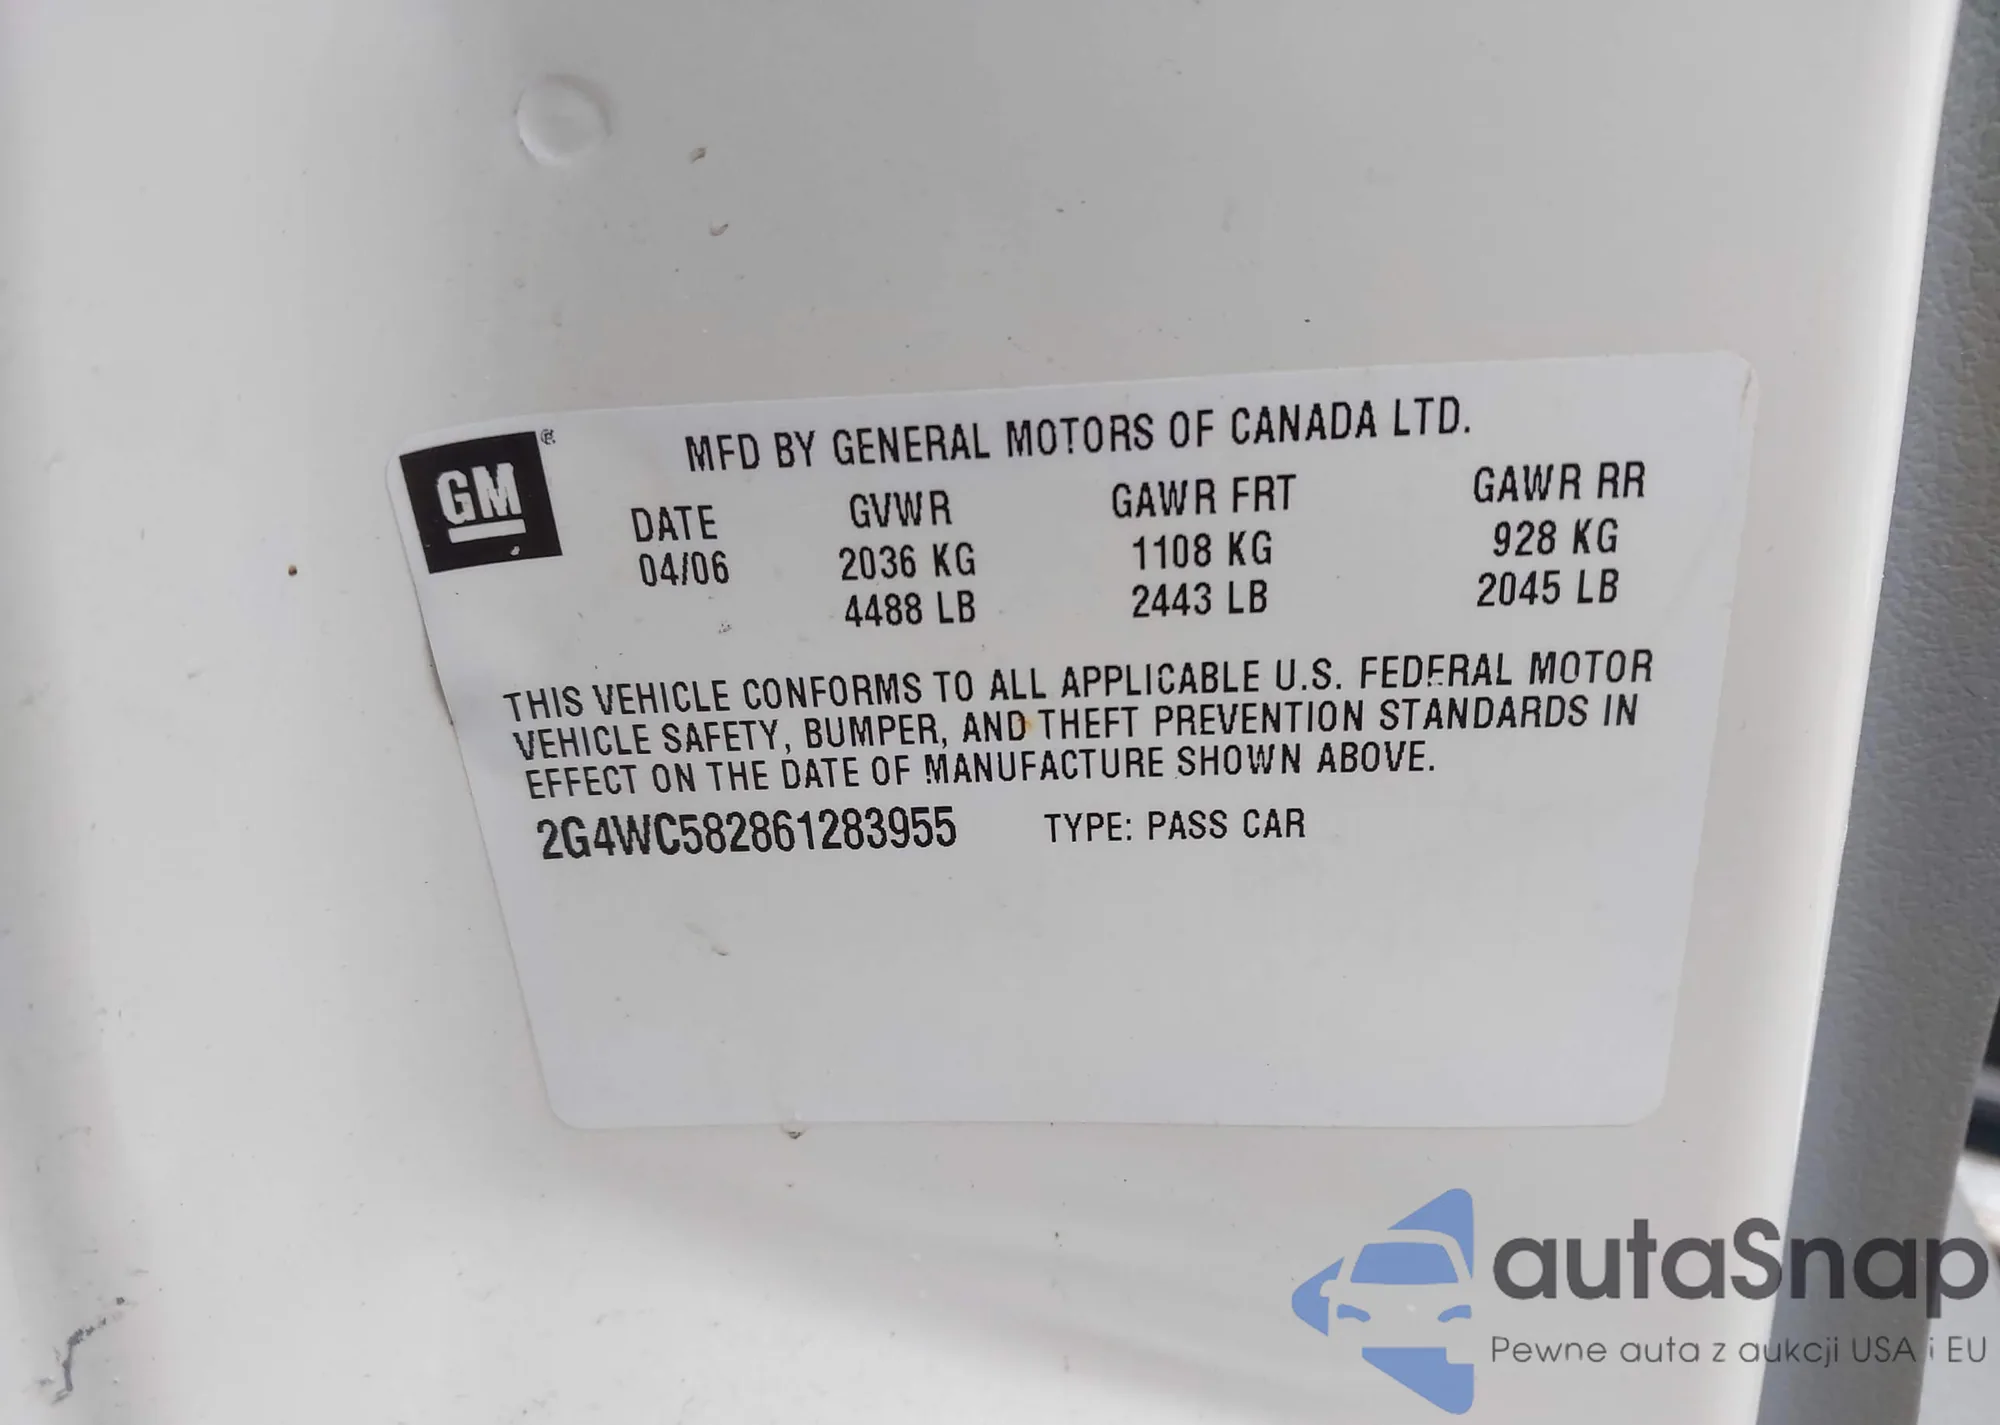 GM ®
MFD BY GENERAL MOTORS OF CANADA LTD.
DATE GVWR GAWR FRT GAWR RR
04/06 2036 KG 1108 KG 928 KG
4488 LB 2443 LB 2045 LB
THIS VEHICLE CONFORMS TO ALL APPLICABLE U.S. FEDERAL MOTOR
VEHICLE SAFETY, BUMPER, AND THEFT PREVENTION STANDARDS IN
EFFECT ON THE DATE OF MANUFACTURE SHOWN ABOVE.
2G4WC582861283955 TYPE: PASS CAR
autaSnap
Pewne auta z aukcji USA i EU